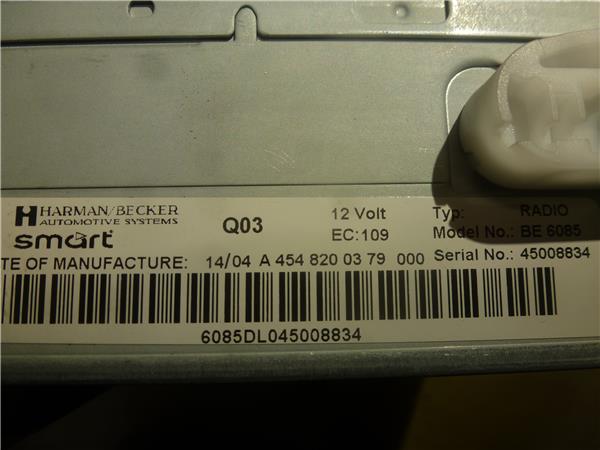 HARMAN/BECKER
AUTOMOTIVE SYSTEMS
smart
Q03
12 Volt
EC:109
Typ: RADIO
Model No.: BE 6085
Serial No.: 45008834
TE OF MANUFACTURE: 14/04 A 454 820 03 79 000
6085DL045008834